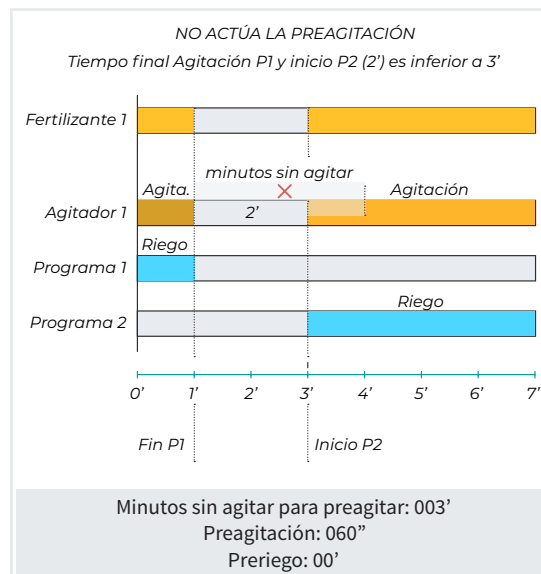 NO ACTÚA LA PREAGITACIÓN
Tiempo final Agitación P1 y inicio P2 (2’) es inferior a 3’
Fertilizante 1
minutos sin agitar
Agita.
Agitación
Agitador 1
2’
Riego
Programa 1
Riego
Programa 2
0’ 1’ 2’ 3’ 4’ 5’ 6’ 7’
Fin P1
Inicio P2
Minutos sin agitar para preagitar: 003’
Preagitación: 060”
Preriego: 00’